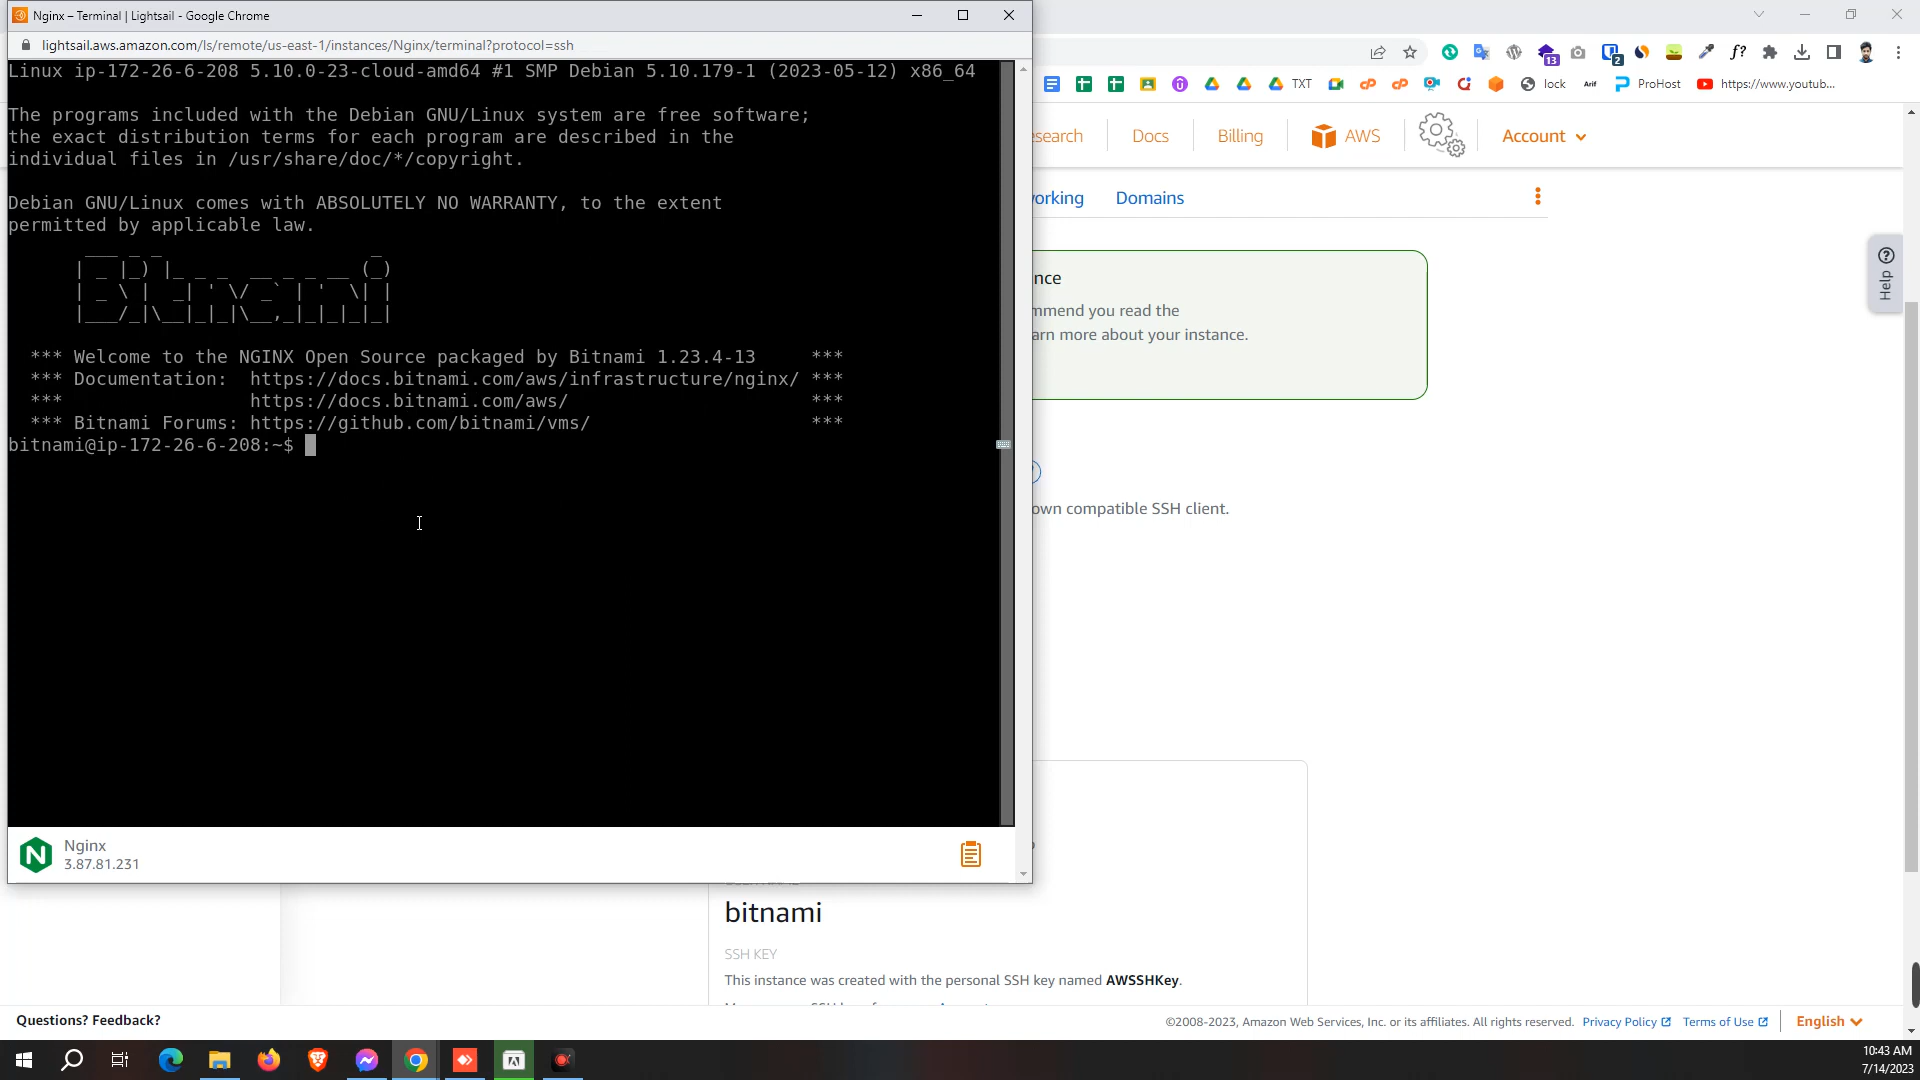 Nginx – Terminal | Lightsail - Google Chrome
lightsail.aws.amazon.com/ls/remote/us-east-1/instances/Nginx/terminal?protocol=ssh
Linux ip-172-26-6-208 5.10.0-23-cloud-amd64 #1 SMP Debian 5.10.179-1 (2023-05-12) x86_64
The programs included with the Debian GNU/Linux system are free software;
the exact distribution terms for each program are described in the
individual files in /usr/share/doc/*/copyright.
Debian GNU/Linux comes with ABSOLUTELY NO WARRANTY, to the extent
permitted by applicable law.
Bitnami
*** Welcome to the NGINX Open Source packaged by Bitnami 1.23.4-13 ***
*** Documentation: https://docs.bitnami.com/aws/infrastructure/nginx/ ***
*** https://docs.bitnami.com/aws/ ***
*** Bitnami Forums: https://github.com/bitnami/vms/ ***
bitnami@ip-172-26-6-208:~$
Nginx
3.87.81.231
13
2
f?
TXT
lock
Arif
ProHost
https://www.youtub...
esearch
Docs
Billing
AWS
Account
orking
Domains
nce
mmend you read the
arn more about your instance.
Help
own compatible SSH client.
bitnami
SSH KEY
This instance was created with the personal SSH key named AWSSHKey.
Questions? Feedback?
©2008-2023, Amazon Web Services, Inc. or its affiliates. All rights reserved.
Privacy Policy
Terms of Use
English
10:43 AM
7/14/2023